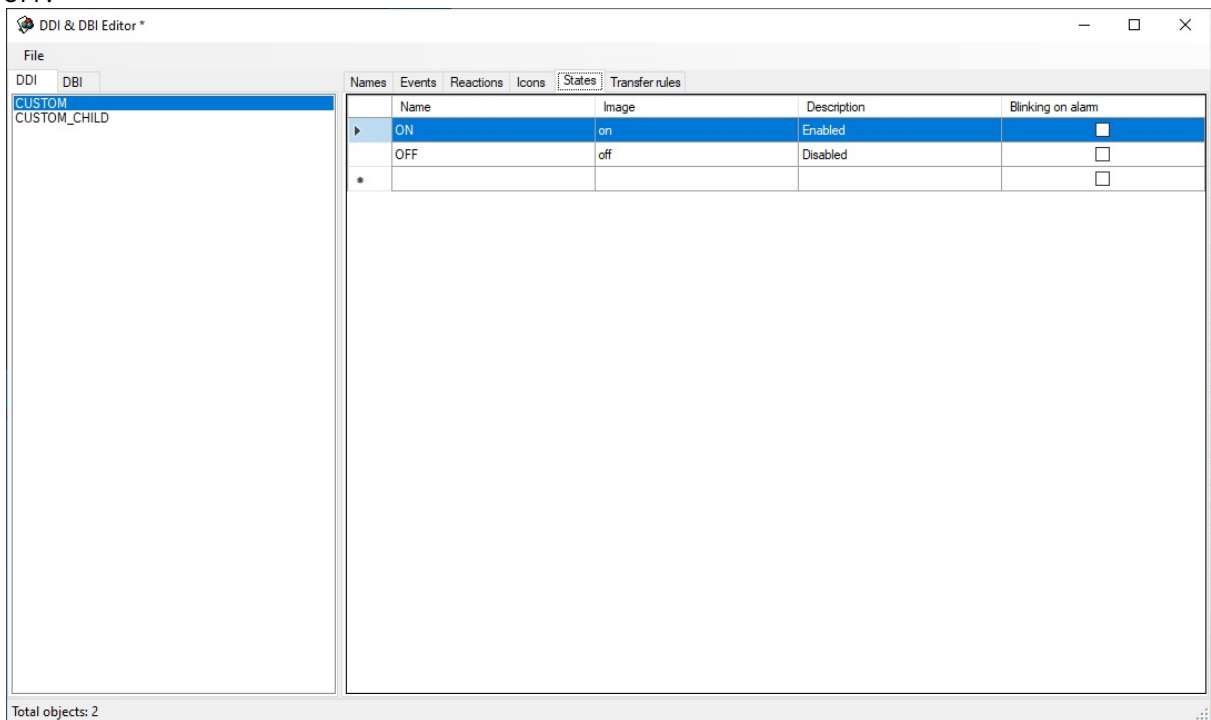 DDI & DBI Editor *
File
DDI DBI
Names Events Reactions Icons States Transfer rules
CUSTOM
CUSTOM_CHILD
Name Image Description Blinking on alarm
ON on Enabled
OFF off Disabled
Total objects: 2